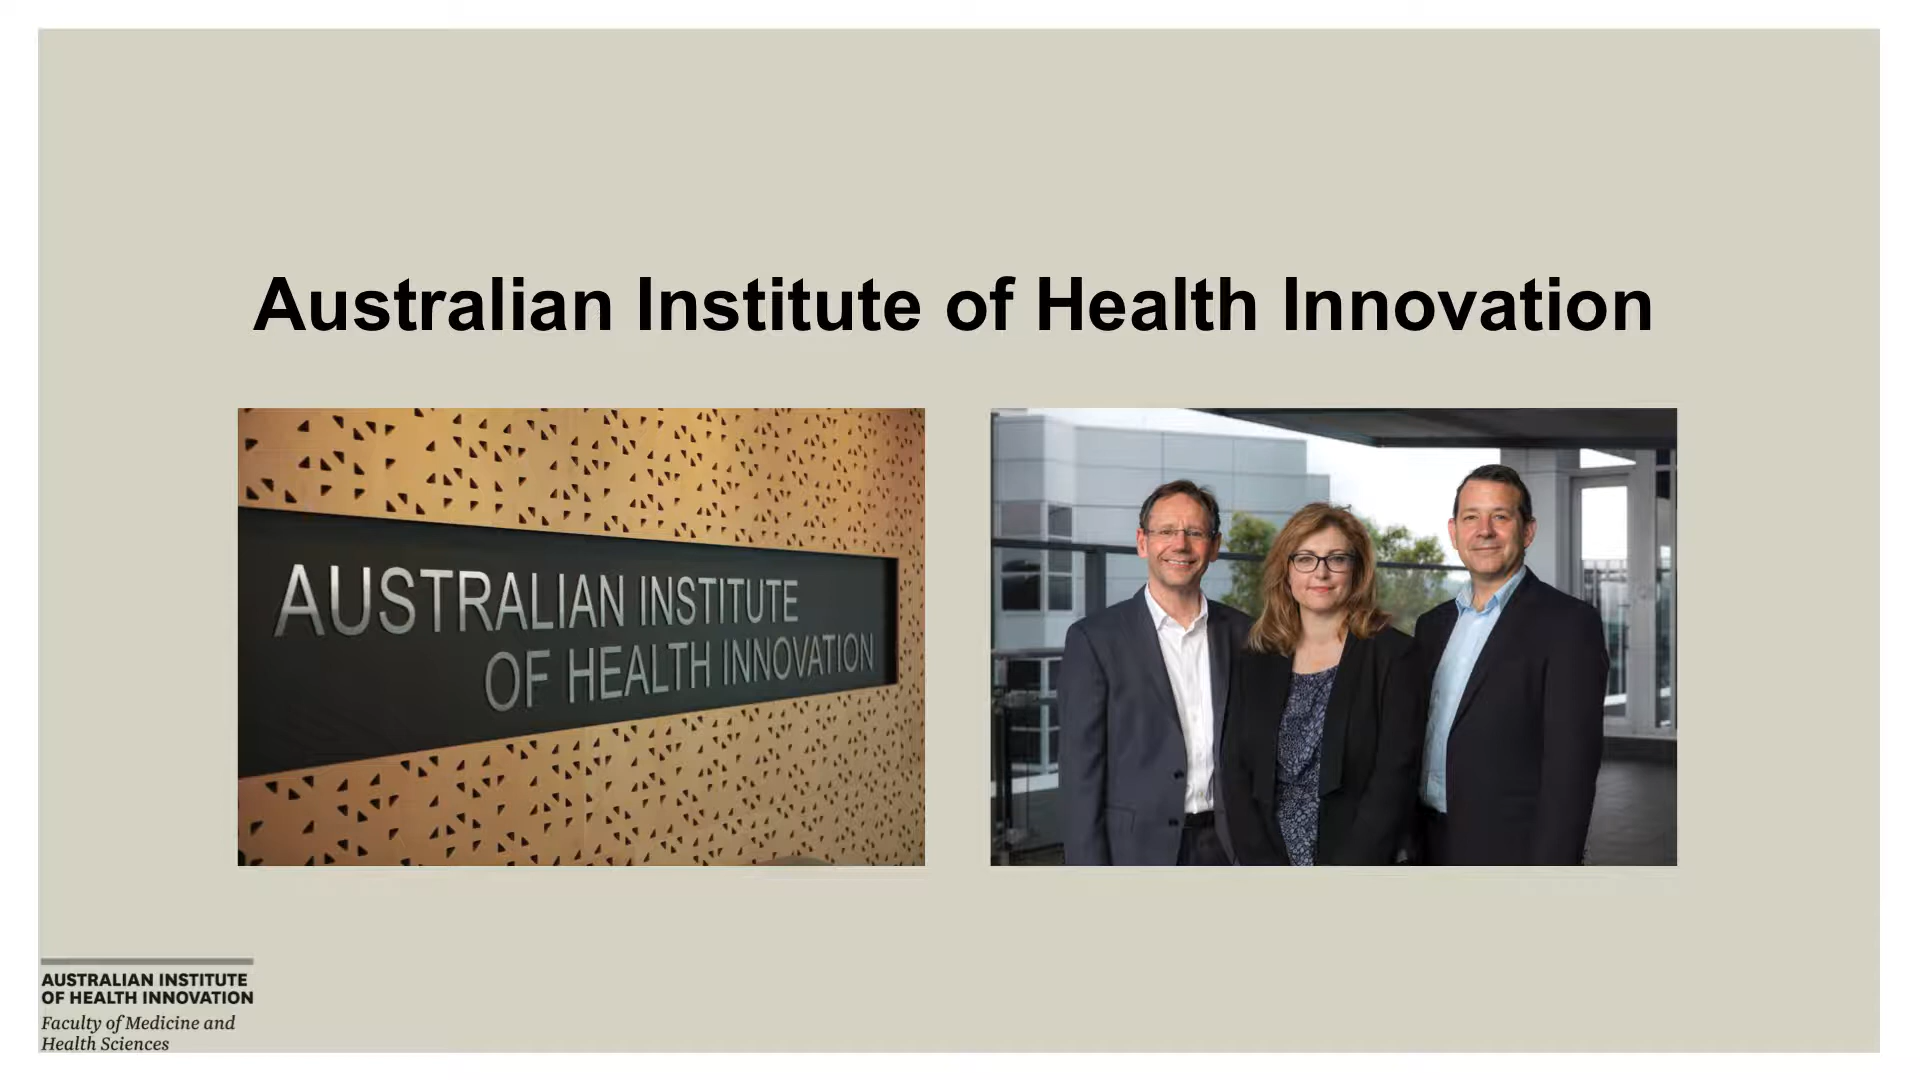 Australian Institute of Health Innovation
AUSTRALIAN INSTITUTE
OF HEALTH INNOVATION
AUSTRALIAN INSTITUTE
OF HEALTH INNOVATION
Faculty of Medicine and
Health Sciences